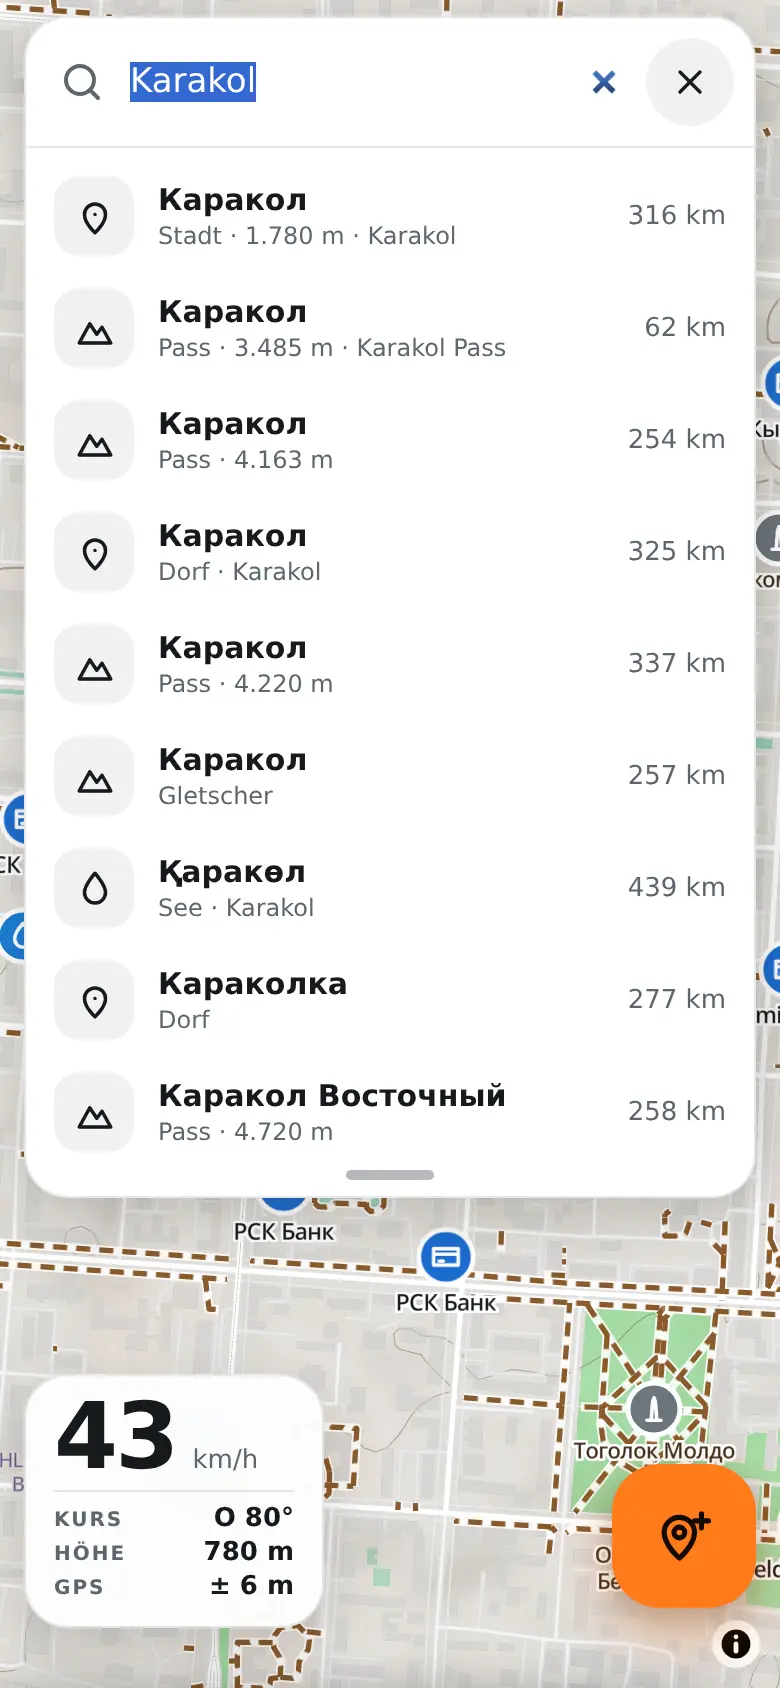 Karakol
Каракол
Stadt · 1.780 m · Karakol
316 km
Каракол
Pass · 3.485 m · Karakol Pass
62 km
Каракол
Pass · 4.163 m
254 km
Каракол
Dorf · Karakol
325 km
Каракол
Pass · 4.220 m
337 km
Каракол
Gletscher
257 km
Қаракөл
See · Karakol
439 km
Караколка
Dorf
277 km
Каракол Восточный
Pass · 4.720 m
258 km
РСК Банк
РСК Банк
Тоголок Молдо
43 km/h
KURS O 80°
HÖHE 780 m
GPS ± 6 m